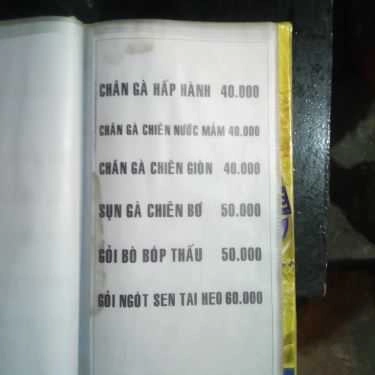 CHÂN GÀ HẤP HÀNH 40.000
CHÂN GÀ CHIÊN NƯỚC MẮM 40.000
CHÂN GÀ CHIÊN GIÒN 40.000
SỤN GÀ CHIÊN BƠ 50.000
GỎI BÒ BÓP THẤU 50.000
GỎI NGÓT SEN TAI HEO 60.000